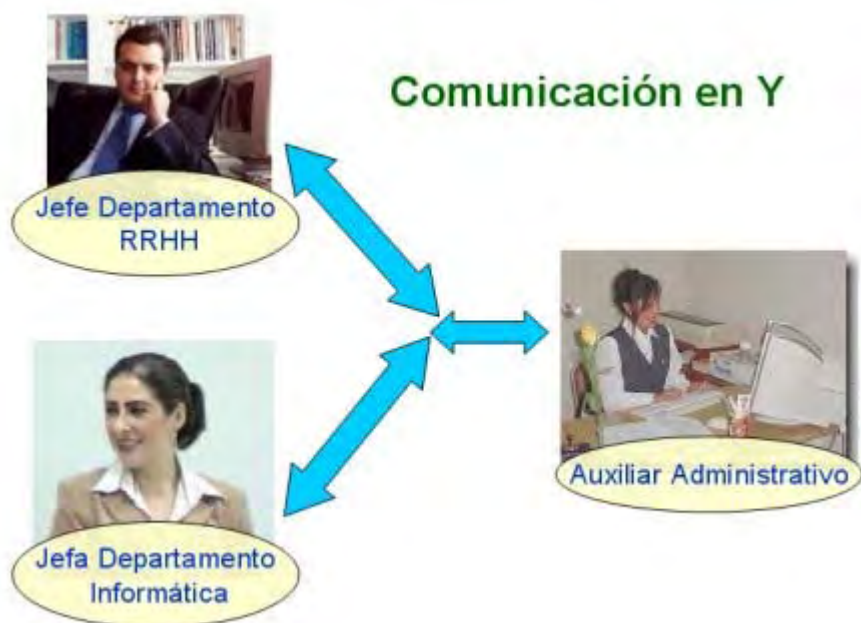 Comunicación en Y
Jefe Departamento
RRHH
Jefa Departamento
Informática
Auxiliar Administrativo